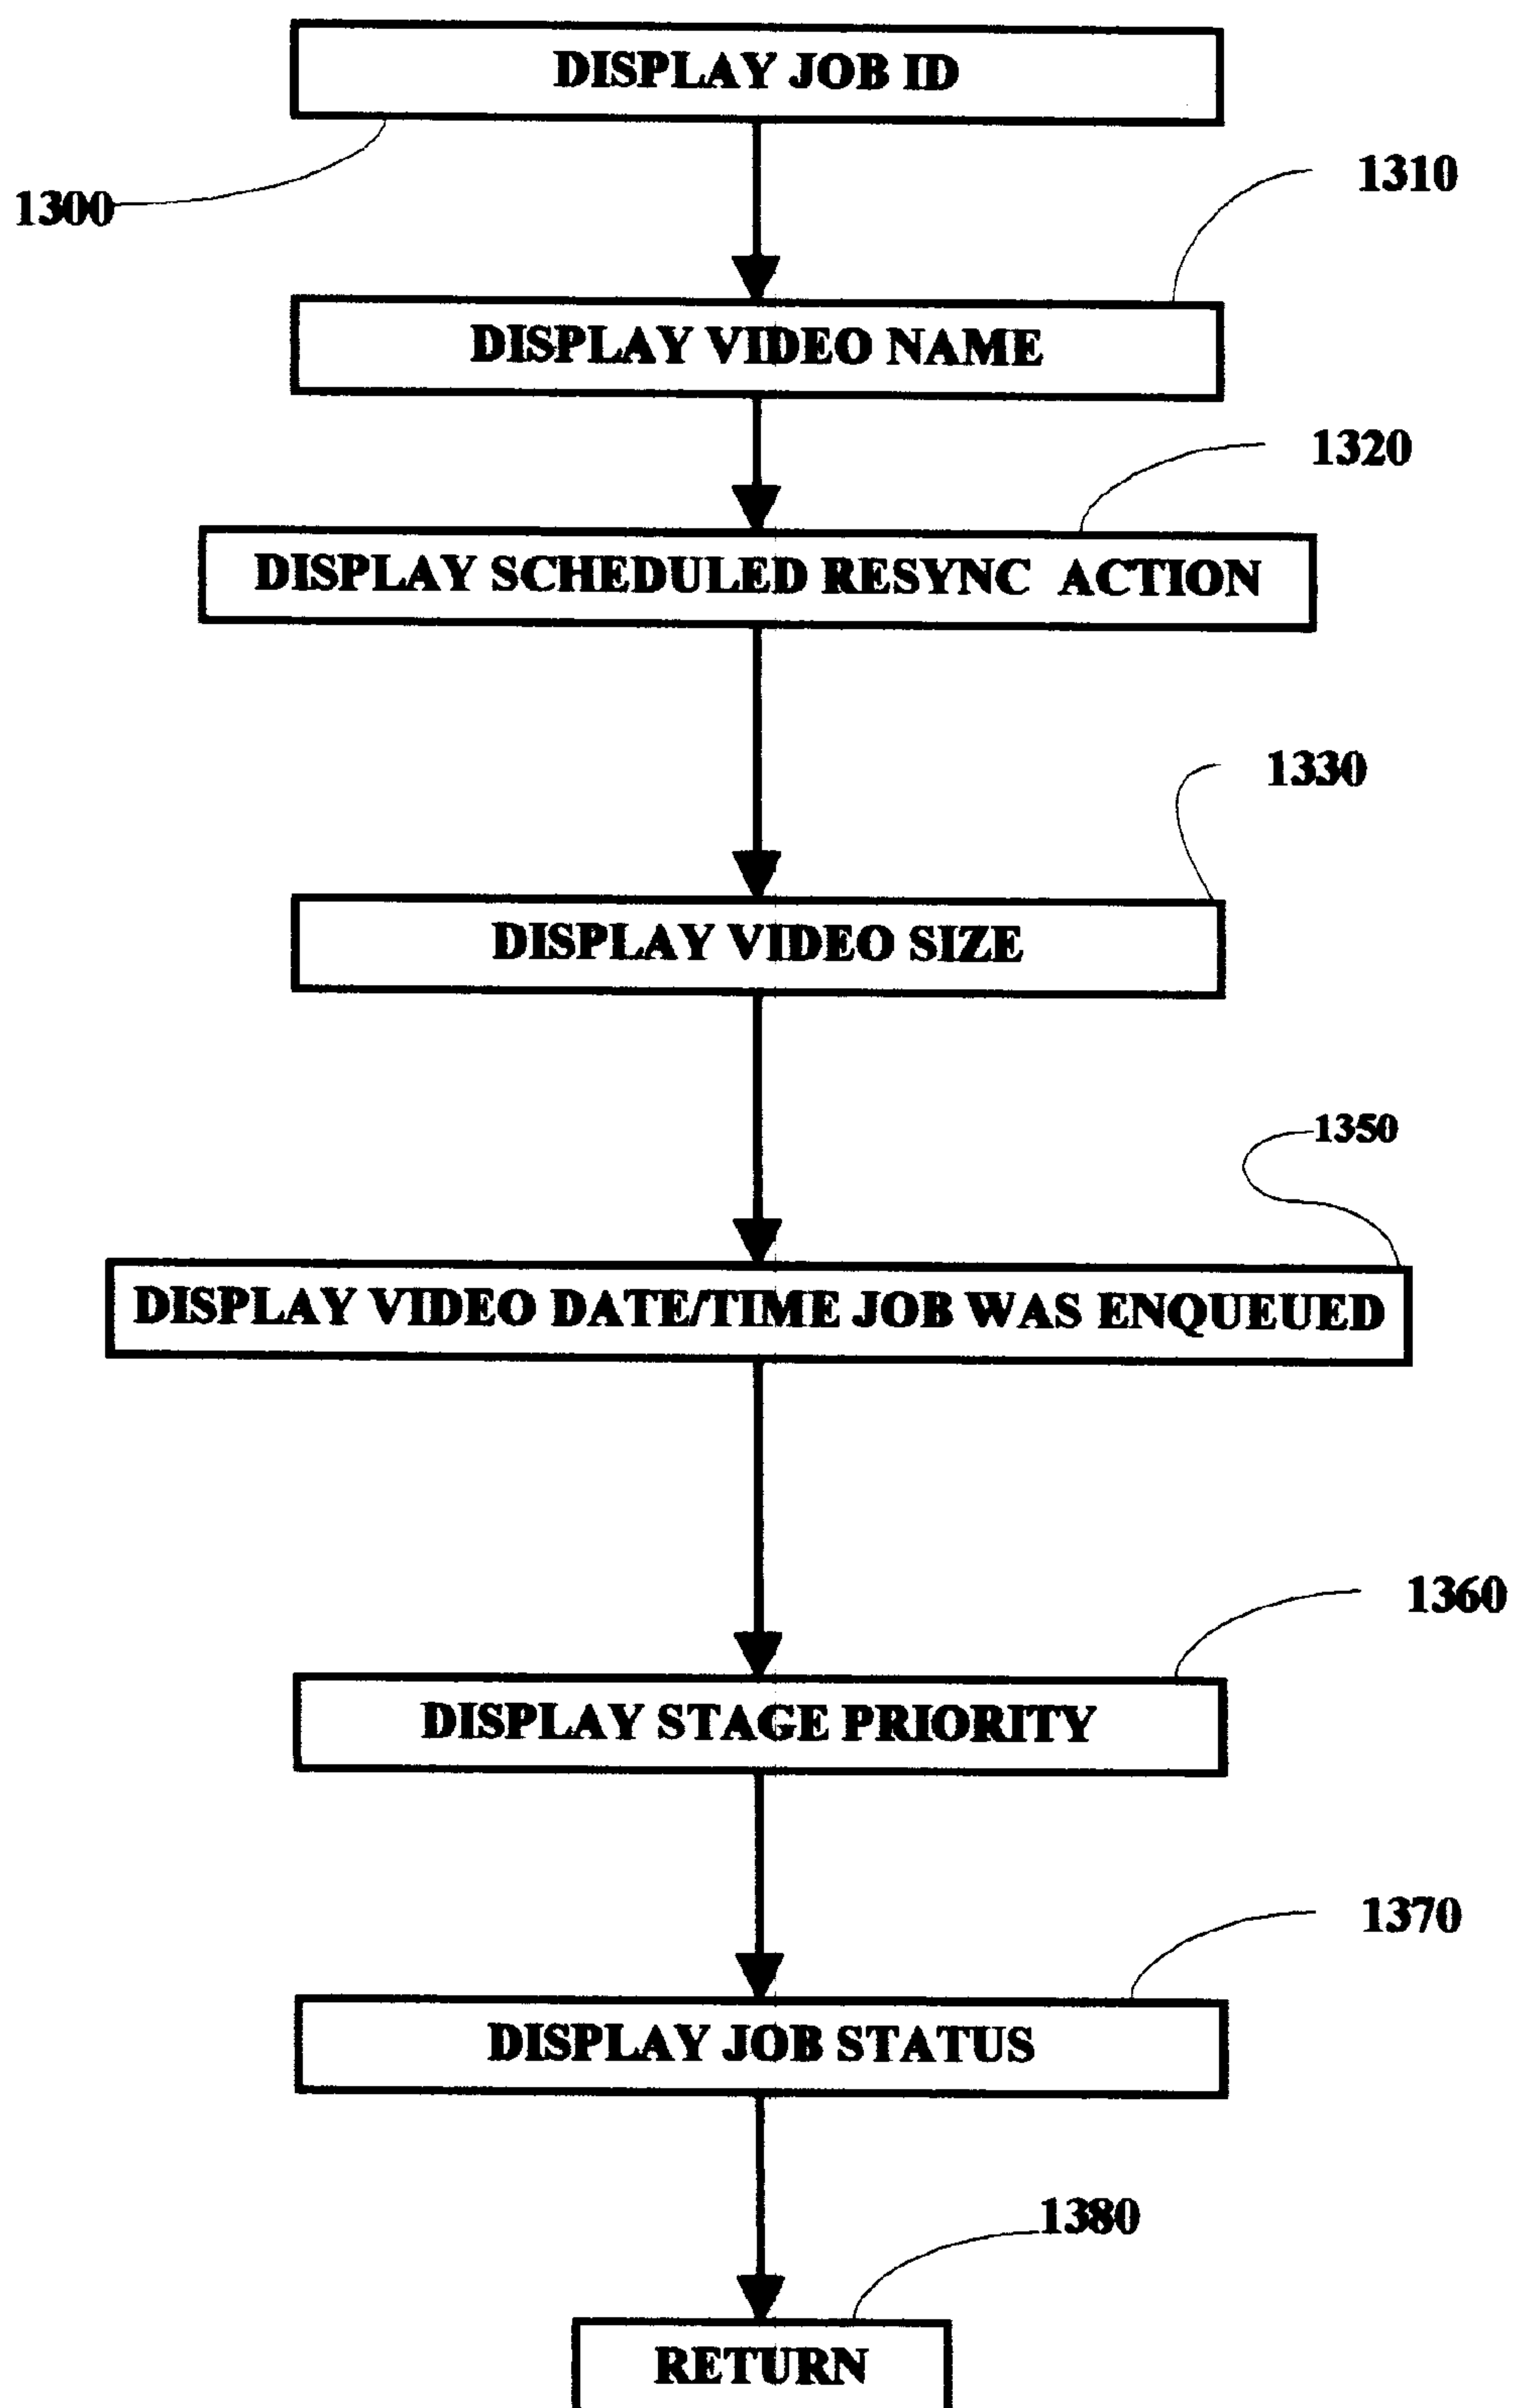 DISPLAY JOB ID
1300
1310
DISPLAY VIDEO NAME
1320
DISPLAY SCHEDULED RESYNC ACTION
1330
DISPLAY VIDEO SIZE
1350
DISPLAY VIDEO DATE/TIME JOB WAS ENQUEUED
1360
DISPLAY STAGE PRIORITY
1370
DISPLAY JOB STATUS
1380
RETURN